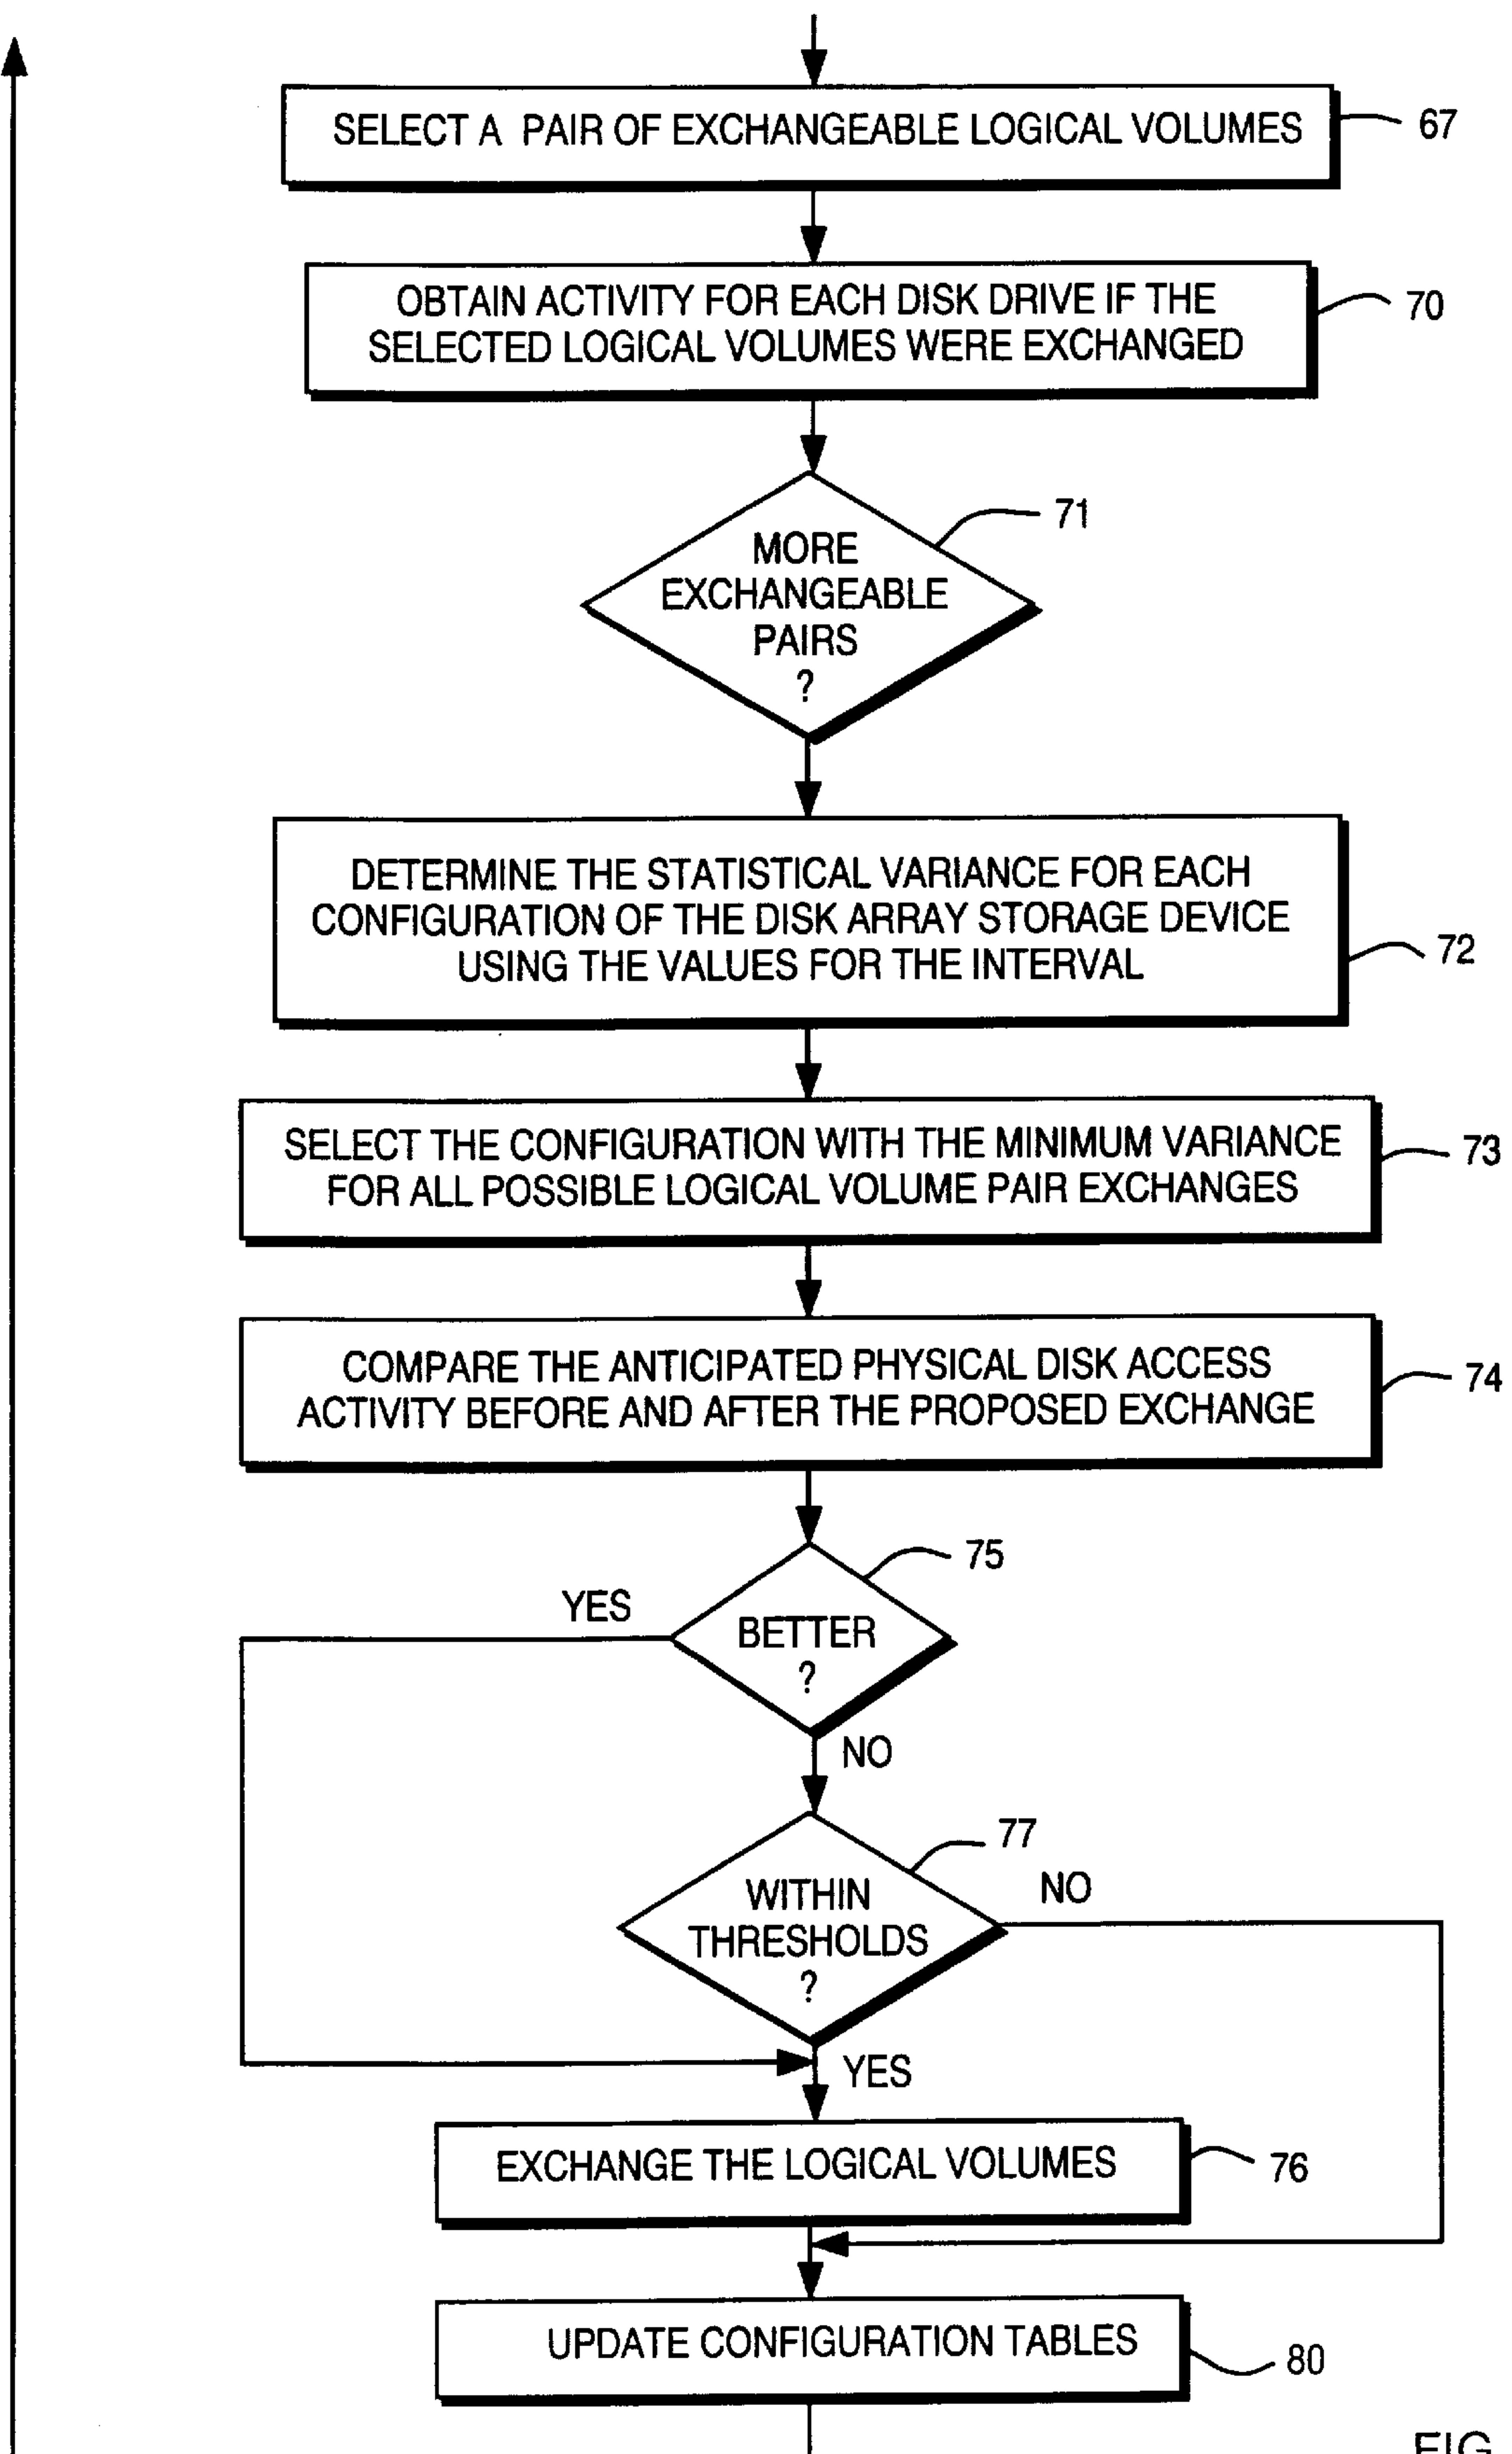 SELECT A PAIR OF EXCHANGEABLE LOGICAL VOLUMES
67
OBTAIN ACTIVITY FOR EACH DISK DRIVE IF THE
SELECTED LOGICAL VOLUMES WERE EXCHANGED
70
71
MORE
EXCHANGEABLE
PAIRS
?
DETERMINE THE STATISTICAL VARIANCE FOR EACH
CONFIGURATION OF THE DISK ARRAY STORAGE DEVICE
USING THE VALUES FOR THE INTERVAL
72
SELECT THE CONFIGURATION WITH THE MINIMUM VARIANCE
FOR ALL POSSIBLE LOGICAL VOLUME PAIR EXCHANGES
73
COMPARE THE ANTICIPATED PHYSICAL DISK ACCESS
ACTIVITY BEFORE AND AFTER THE PROPOSED EXCHANGE
74
75
YES
BETTER
?
NO
77
NO
WITHIN
THRESHOLDS
?
YES
EXCHANGE THE LOGICAL VOLUMES
76
UPDATE CONFIGURATION TABLES
80
FIG